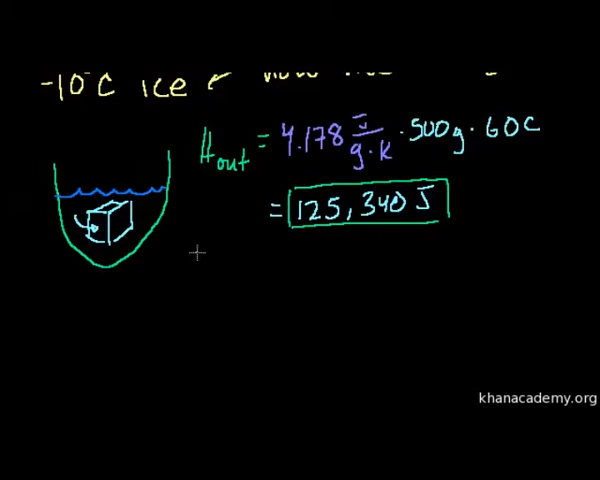 -10°C ice
H_out = 4.178 J/g·K · 500g · 60C
= 125,340 J
khanacademy.org